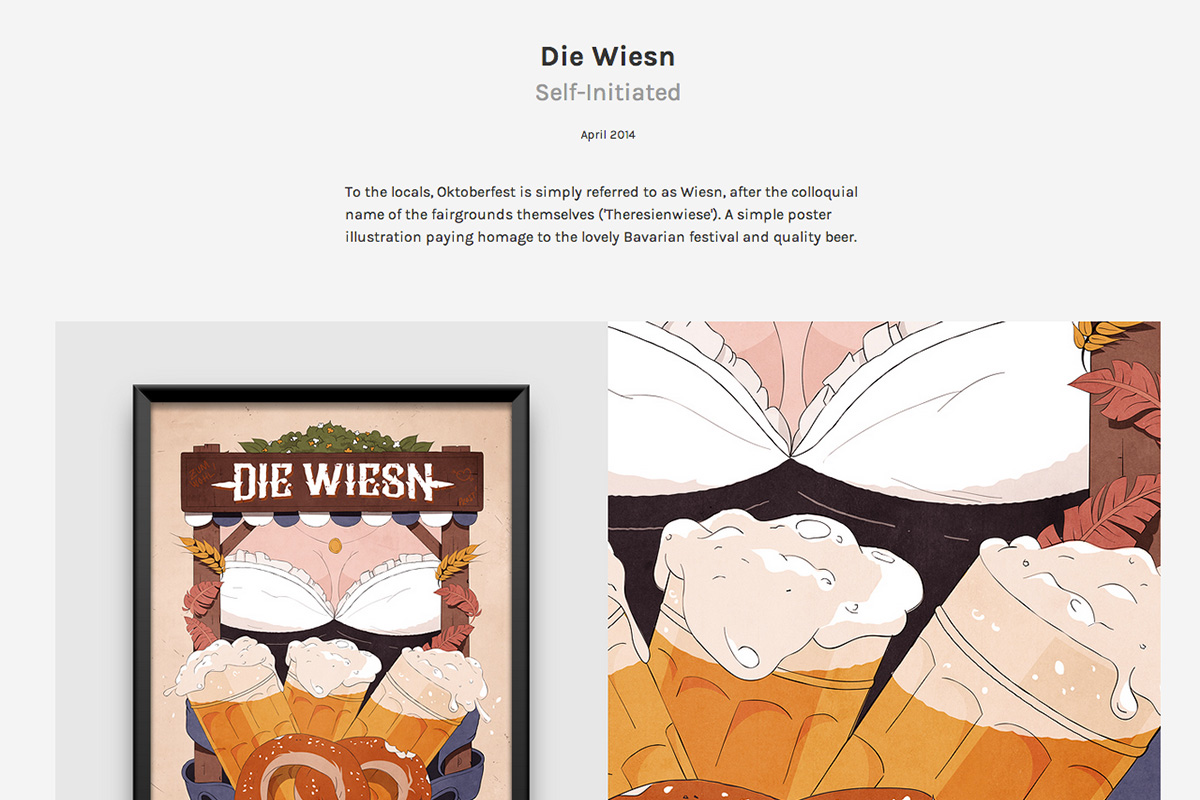 Die Wiesn
Self-Initiated
April 2014
To the locals, Oktoberfest is simply referred to as Wiesn, after the colloquial
name of the fairgrounds themselves ('Theresienwiese'). A simple poster
illustration paying homage to the lovely Bavarian festival and quality beer.
DIE WIESN